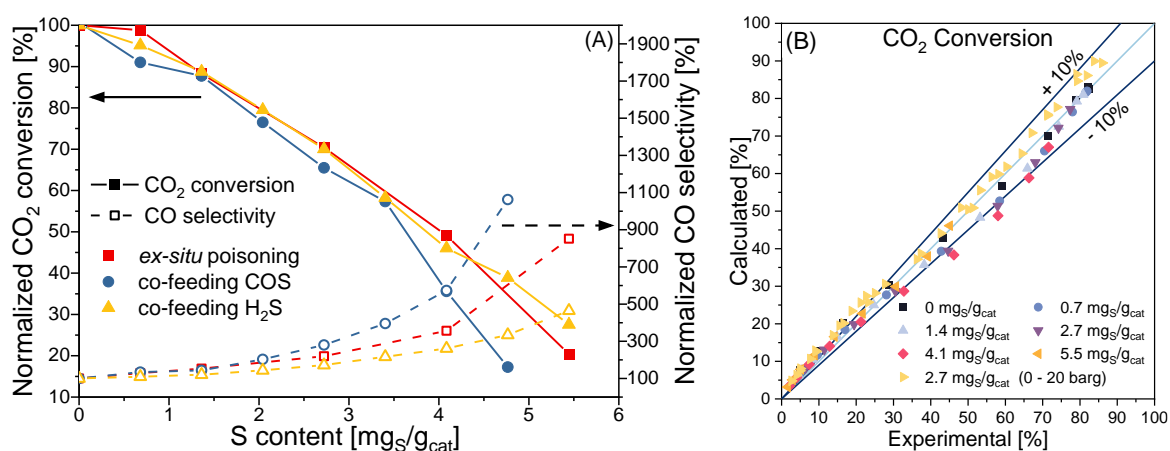 (A)
Normalized CO₂ conversion [%]
100
90
80
70
60
50
40
30
20
10
CO₂ conversion
CO selectivity
ex-situ poisoning
co-feeding COS
co-feeding H₂S
0 1 2 3 4 5 6
S content [mgS/gcat]
1900
1700
1500
1300
1100
900
700
500
300
100
Normalized CO selectivity [%]
(B) CO₂ Conversion
+ 10%
- 10%
Calculated [%]
100
90
80
70
60
50
40
30
20
10
0
0 mgS/gcat 0.7 mgS/gcat
1.4 mgS/gcat 2.7 mgS/gcat
4.1 mgS/gcat 5.5 mgS/gcat
2.7 mgS/gcat (0 - 20 barg)
0 10 20 30 40 50 60 70 80 90 100
Experimental [%]